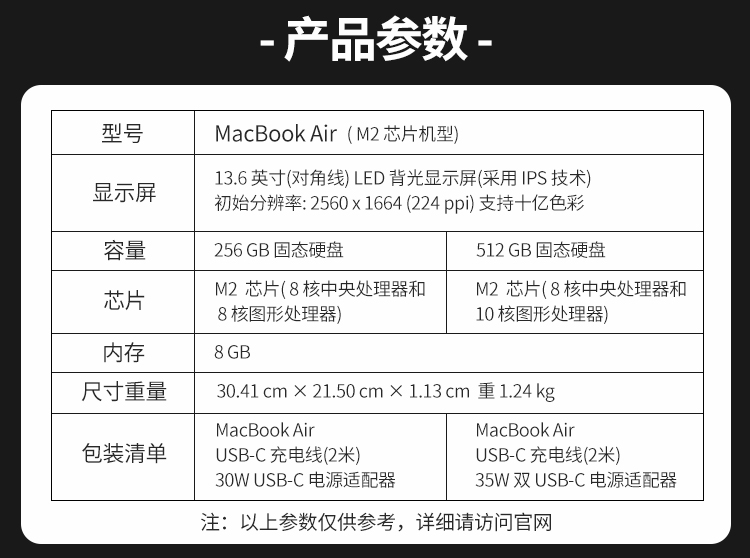 - 产品参数 -
型号
MacBook Air ( M2 芯片机型)
显示屏
13.6 英寸(对角线) LED 背光显示屏(采用 IPS 技术)
初始分辨率: 2560 x 1664 (224 ppi) 支持十亿色彩
容量
256 GB 固态硬盘
512 GB 固态硬盘
芯片
M2 芯片( 8 核中央处理器和
8 核图形处理器)
M2 芯片( 8 核中央处理器和
10 核图形处理器)
内存
8 GB
尺寸重量
30.41 cm × 21.50 cm × 1.13 cm 重 1.24 kg
包装清单
MacBook Air
USB-C 充电线(2米)
30W USB-C 电源适配器
MacBook Air
USB-C 充电线(2米)
35W 双 USB-C 电源适配器
注：以上参数仅供参考，详细请访问官网